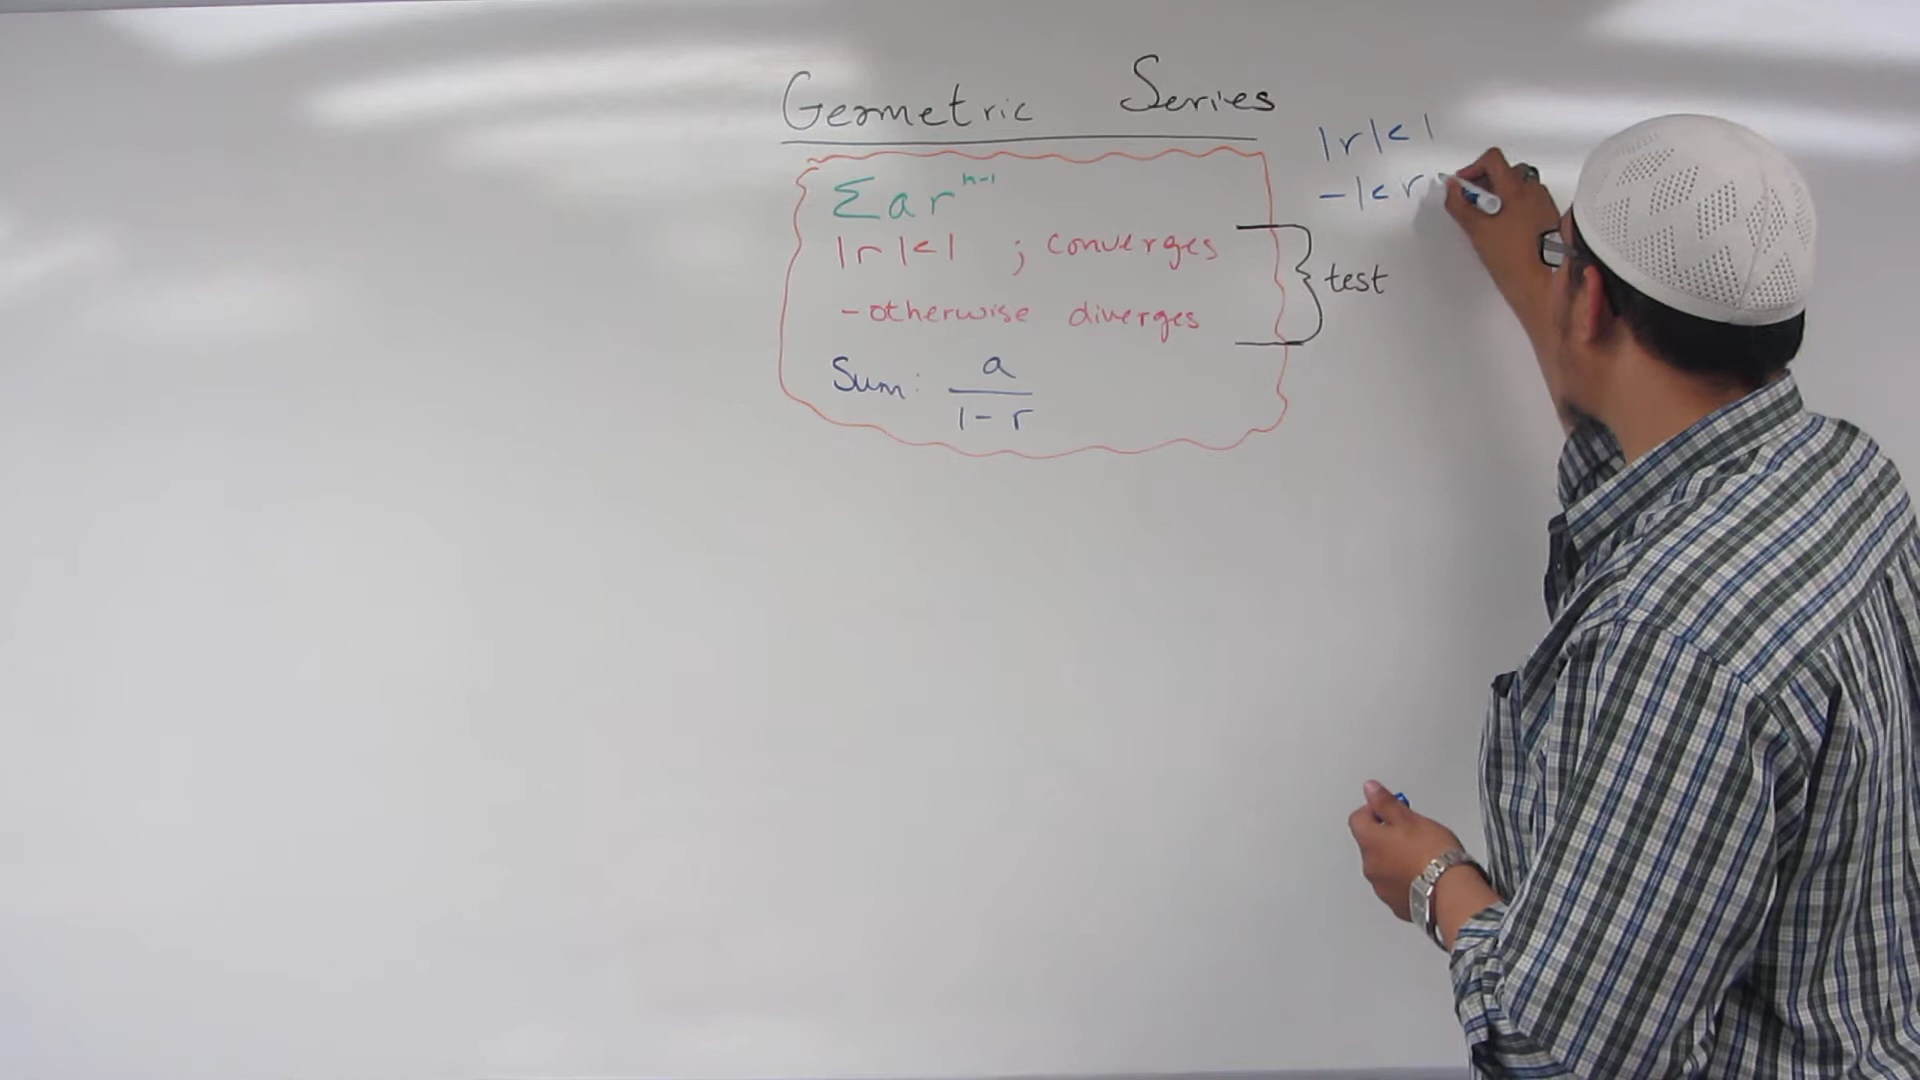 Geometric Series
Σ a r^{n-1}
|r| < 1 ; converges
- otherwise diverges
Sum: a/(1 - r)
test
|r| < 1
-1 < r